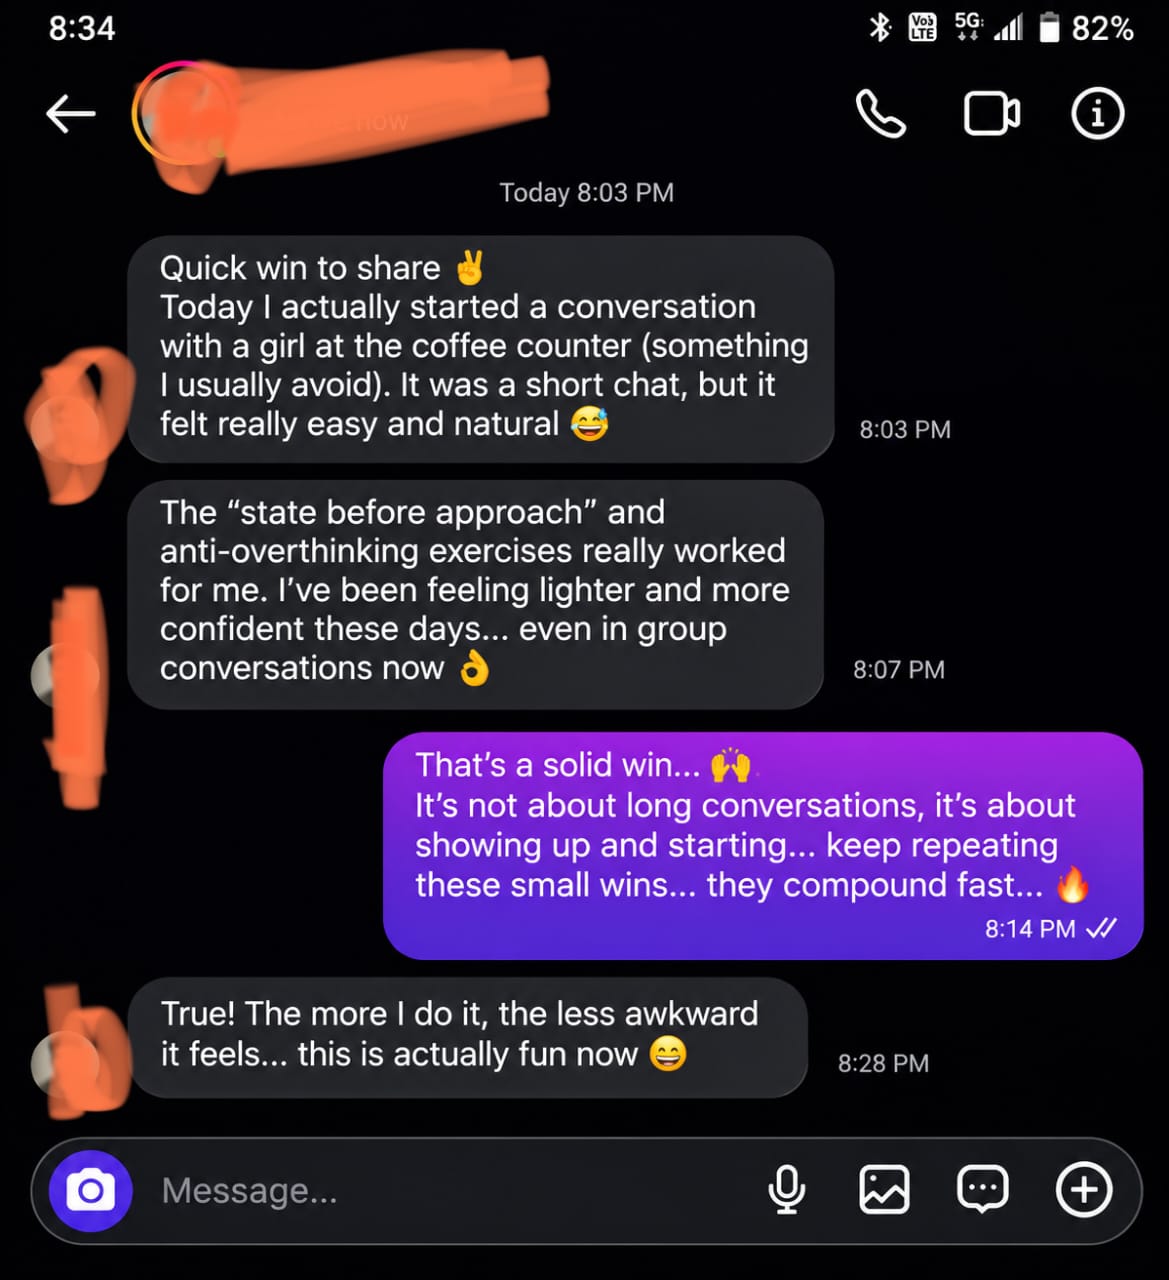 8:34
Vo) LTE 5G 82%
now
Today 8:03 PM
Quick win to share ✌️
Today I actually started a conversation
with a girl at the coffee counter (something
I usually avoid). It was a short chat, but it
felt really easy and natural 😅
8:03 PM
The “state before approach” and
anti-overthinking exercises really worked
for me. I’ve been feeling lighter and more
confident these days... even in group
conversations now 👌
8:07 PM
That’s a solid win... 🙌
It’s not about long conversations, it’s about
showing up and starting... keep repeating
these small wins... they compound fast... 🔥
8:14 PM
True! The more I do it, the less awkward
it feels... this is actually fun now 😄
8:28 PM
Message...